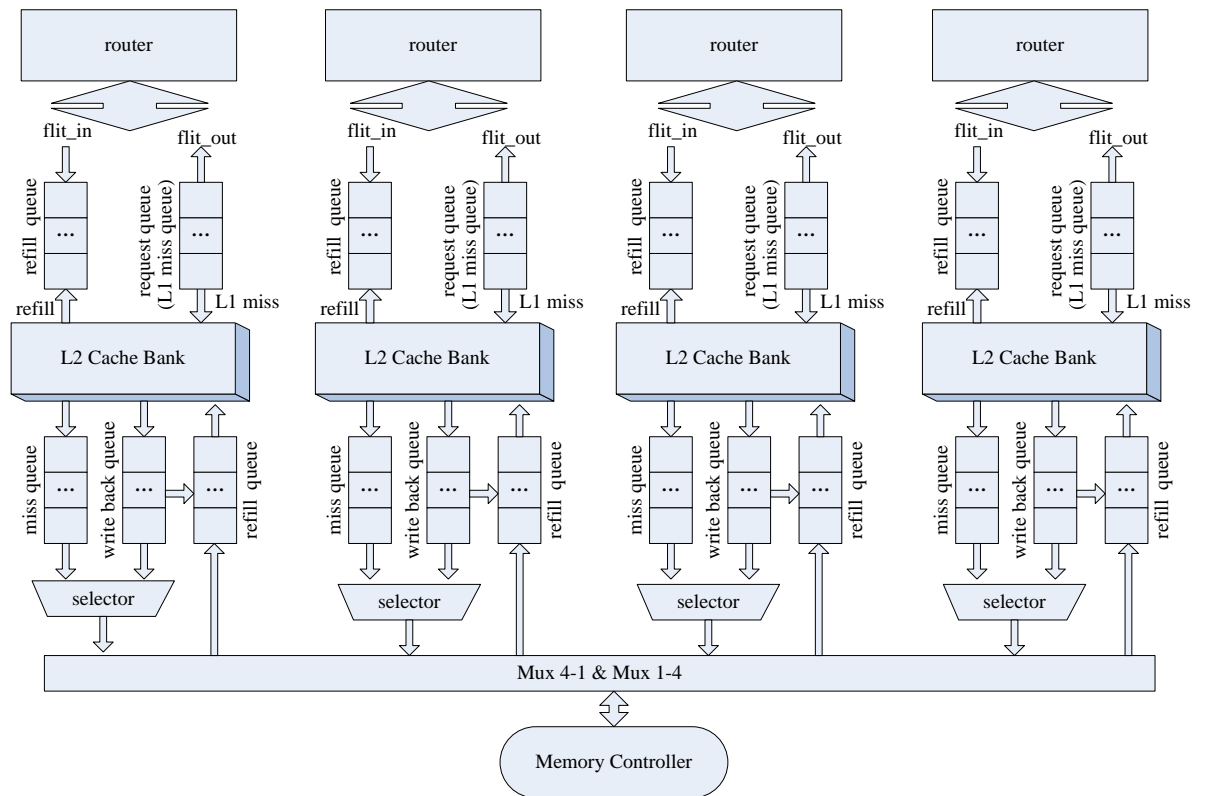 router
router
router
router
flit_in
flit_out
flit_in
flit_out
flit_in
flit_out
flit_in
flit_out
refill queue
...
request queue
(L1 miss queue)
...
refill queue
...
request queue
(L1 miss queue)
...
refill queue
...
request queue
(L1 miss queue)
...
refill queue
...
request queue
(L1 miss queue)
...
refill
L1 miss
refill
L1 miss
refill
L1 miss
refill
L1 miss
L2 Cache Bank
L2 Cache Bank
L2 Cache Bank
L2 Cache Bank
miss queue
...
write back queue
...
...
refill queue
miss queue
...
write back queue
...
...
refill queue
miss queue
...
write back queue
...
...
refill queue
miss queue
...
write back queue
...
...
refill queue
selector
selector
selector
selector
Mux 4-1 & Mux 1-4
Memory Controller